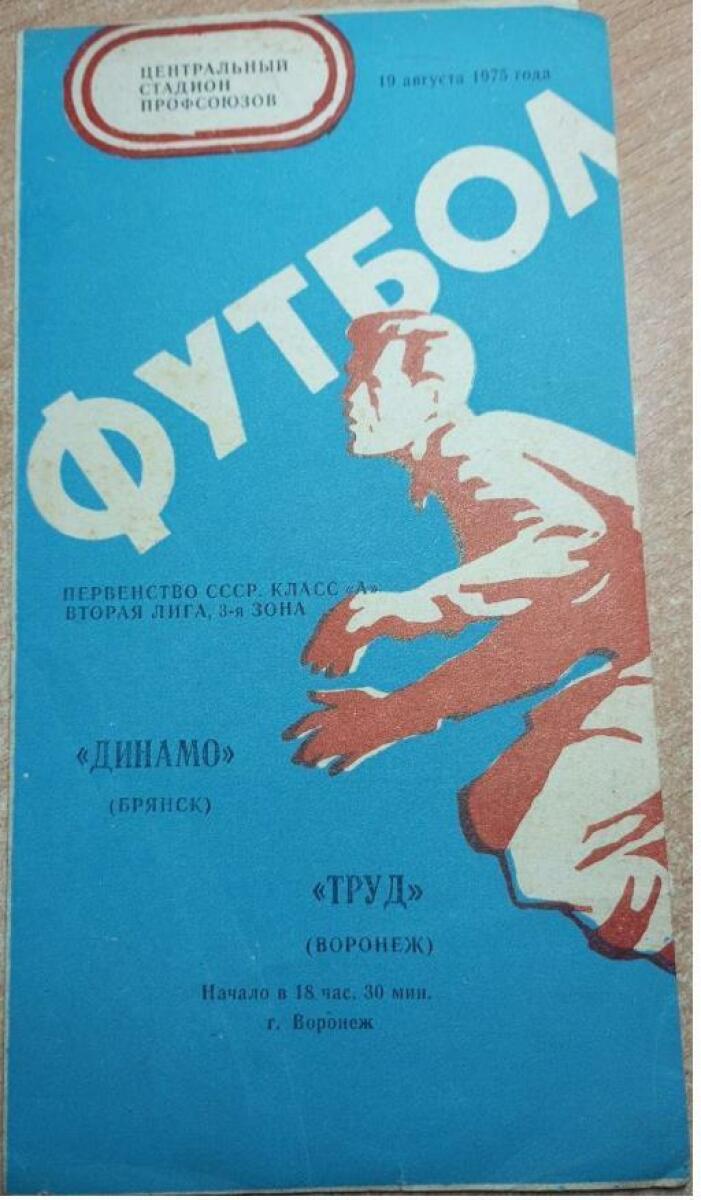 ЦЕНТРАЛЬНЫЙ
СТАДИОН
ПРОФСОЮЗОВ
19 августа 1975 года
ФУТБОЛ
ПЕРВЕНСТВО СССР. КЛАСС «А»
ВТОРАЯ ЛИГА, 3-я ЗОНА
«ДИНАМО»
(БРЯНСК)
«ТРУД»
(ВОРОНЕЖ)
Начало в 18 час. 30 мин.
г. Воронеж